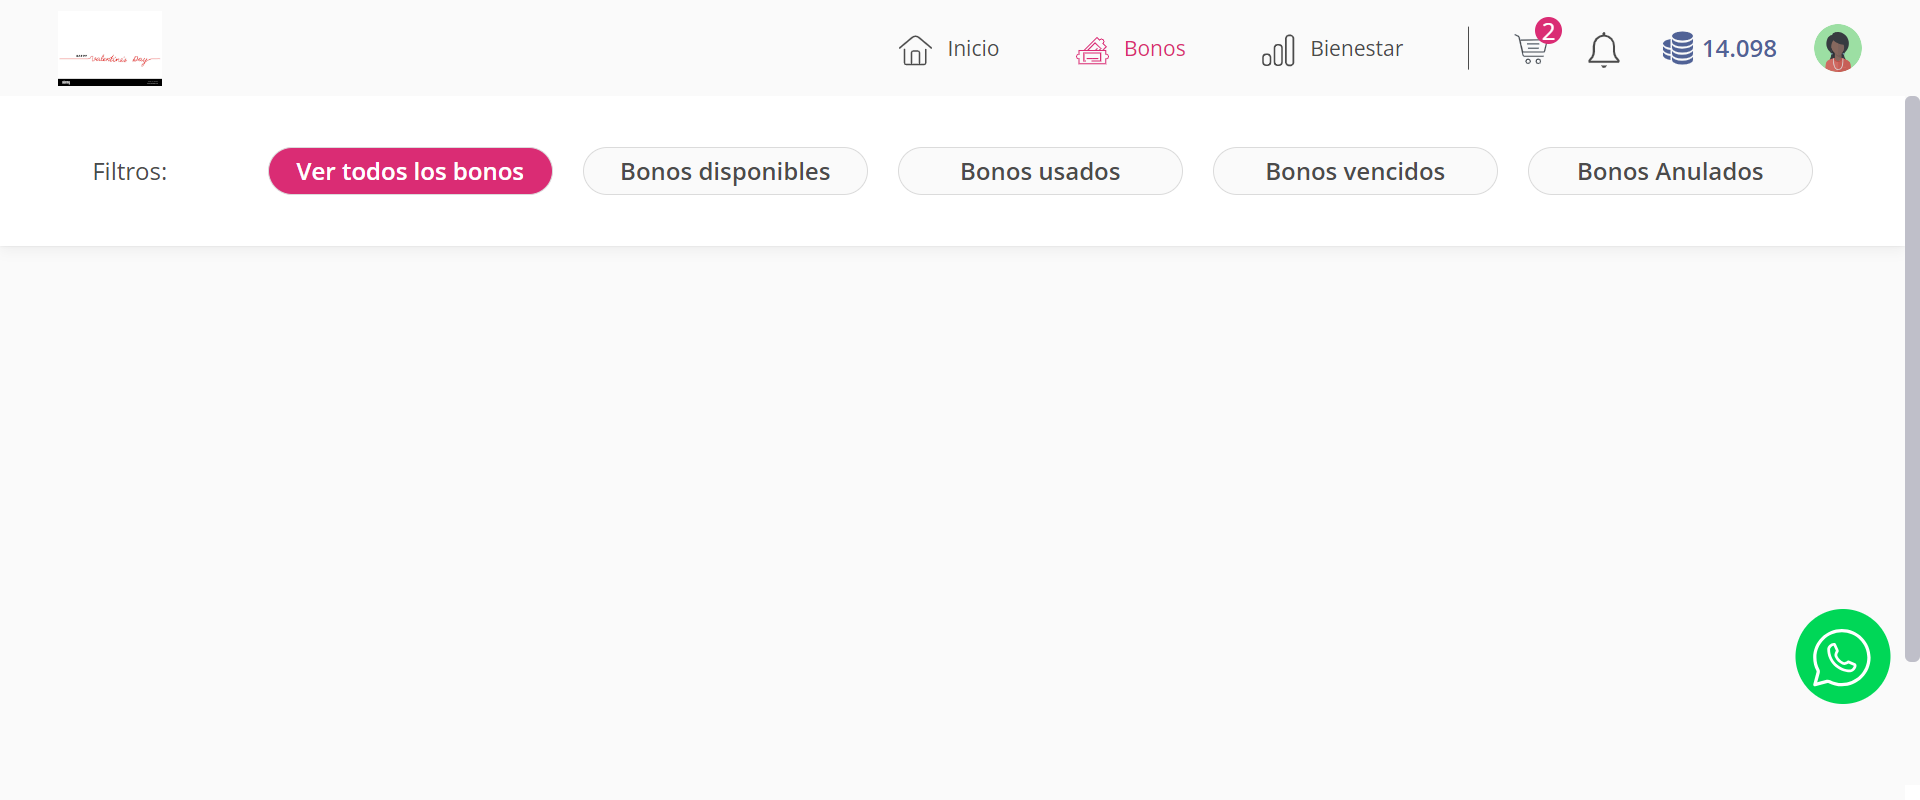 Valentine's Day
Inicio
Bonos
Bienestar
2
14.098
Filtros:
Ver todos los bonos
Bonos disponibles
Bonos usados
Bonos vencidos
Bonos Anulados